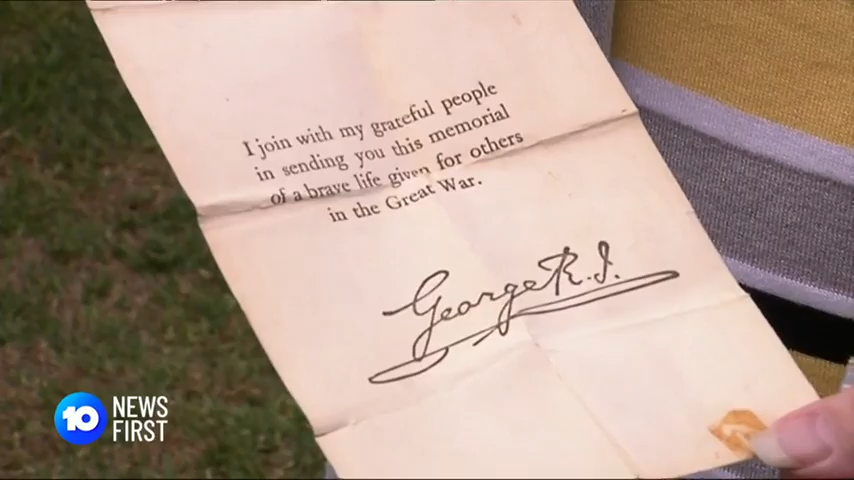 I join with my grateful people
in sending you this memorial
of a brave life given for others
in the Great War.
George R.I.
10 NEWS
FIRST